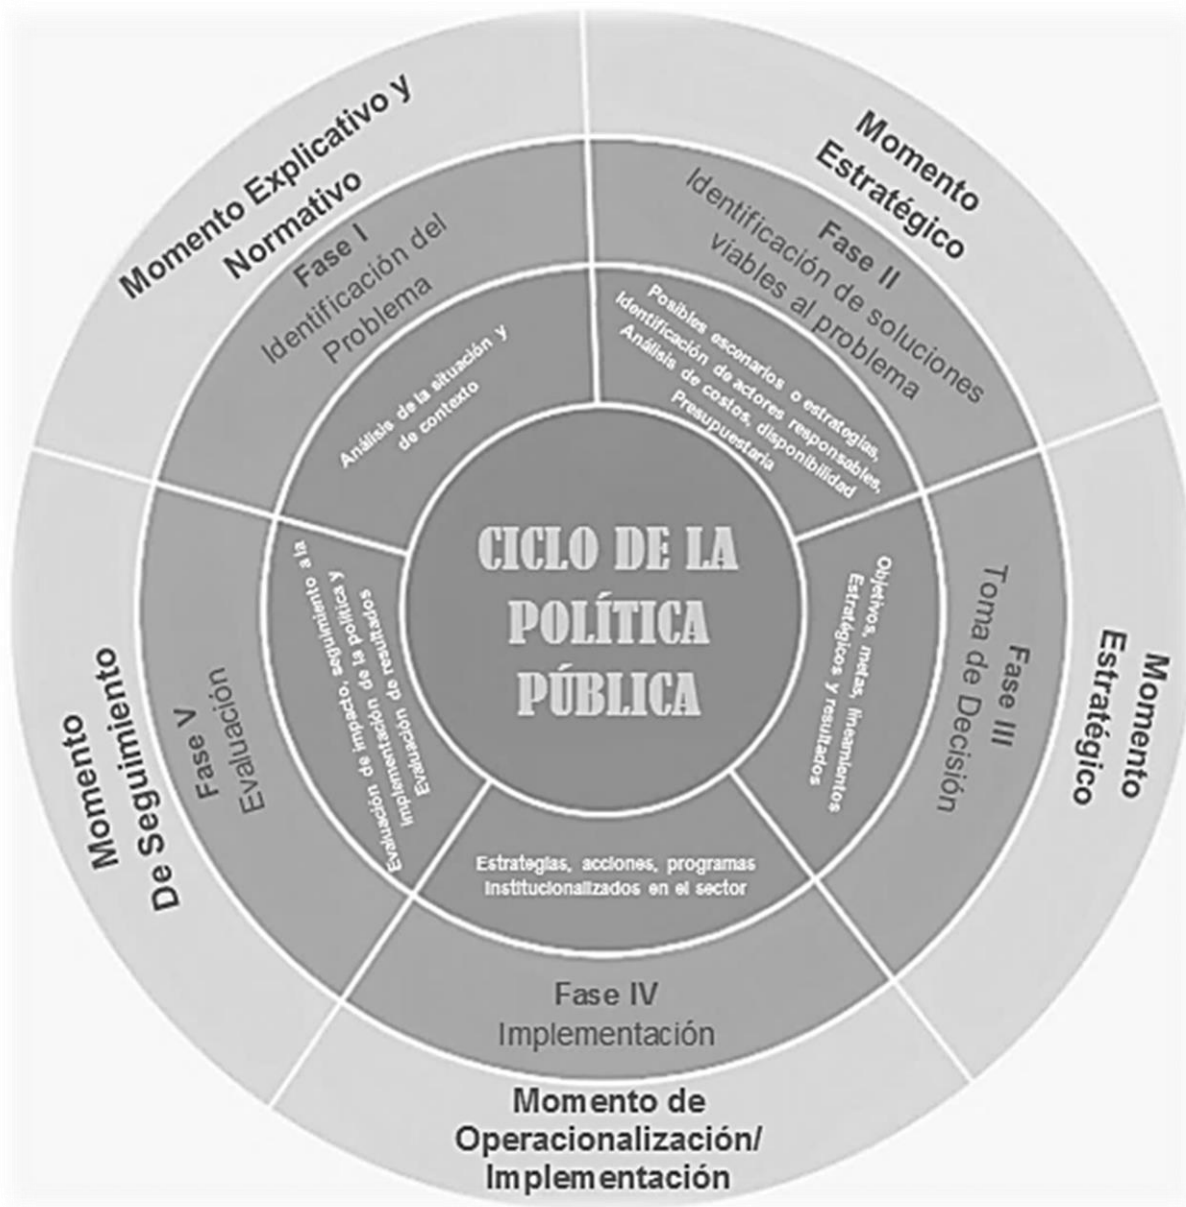 CICLO DE LA
POLÍTICA
PÚBLICA
Momento Explicativo y
Normativo
Fase I
Identificación del
Problema
Análisis de la situación y
de contexto
Momento
Estratégico
Fase II
Identificación de soluciones
viables al problema
Posibles escenarios o estrategias,
Identificación de actores responsables,
Análisis de costos, disponibilidad
Presupuestaria
Momento
Estratégico
Fase III
Toma de Decisión
Objetivos, metas, lineamientos
Estratégicos y resultados
Momento de
Operacionalización/
Implementación
Fase IV
Implementación
Estrategias, acciones, programas
Institucionalizados en el sector
Momento
De Seguimiento
Fase V
Evaluación
Evaluación de impacto, seguimiento a la
implementación de la política y
Evaluación de resultados